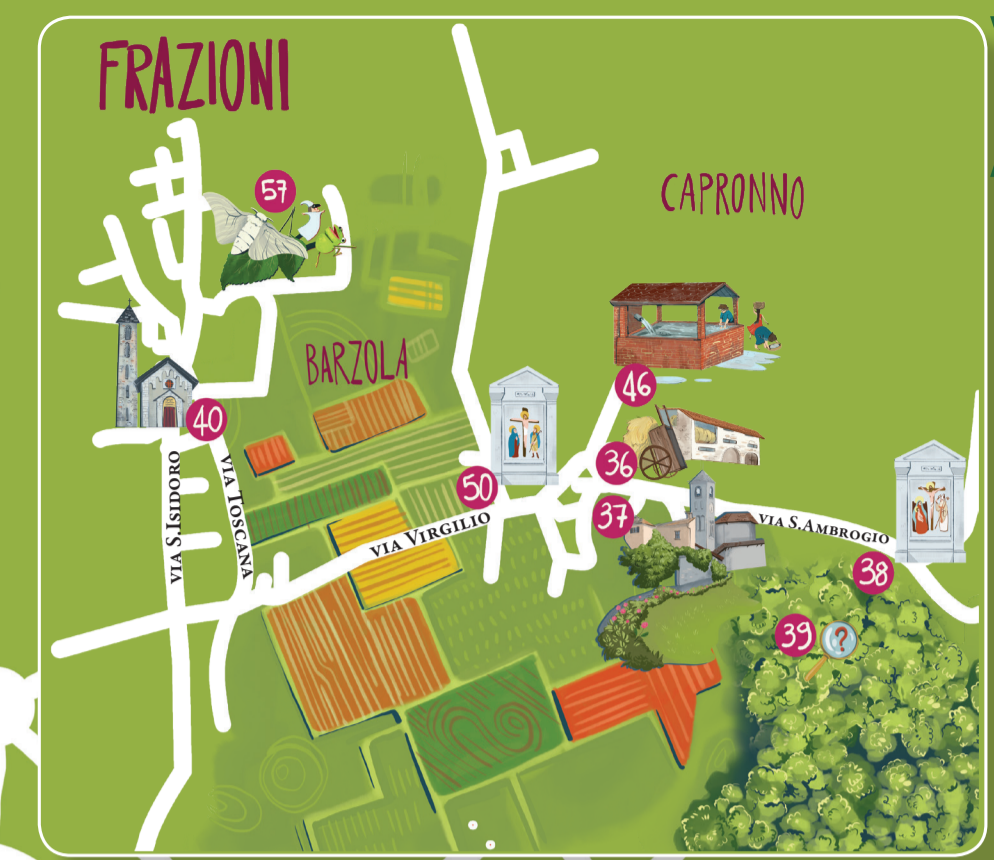 FRAZIONI
57
CAPRONNO
BARZOLA
46
40
36
50
37
VIA S.ISIDORO
VIA TOSCANA
VIA VIRGILIO
VIA S.AMBROGIO
38
39
?